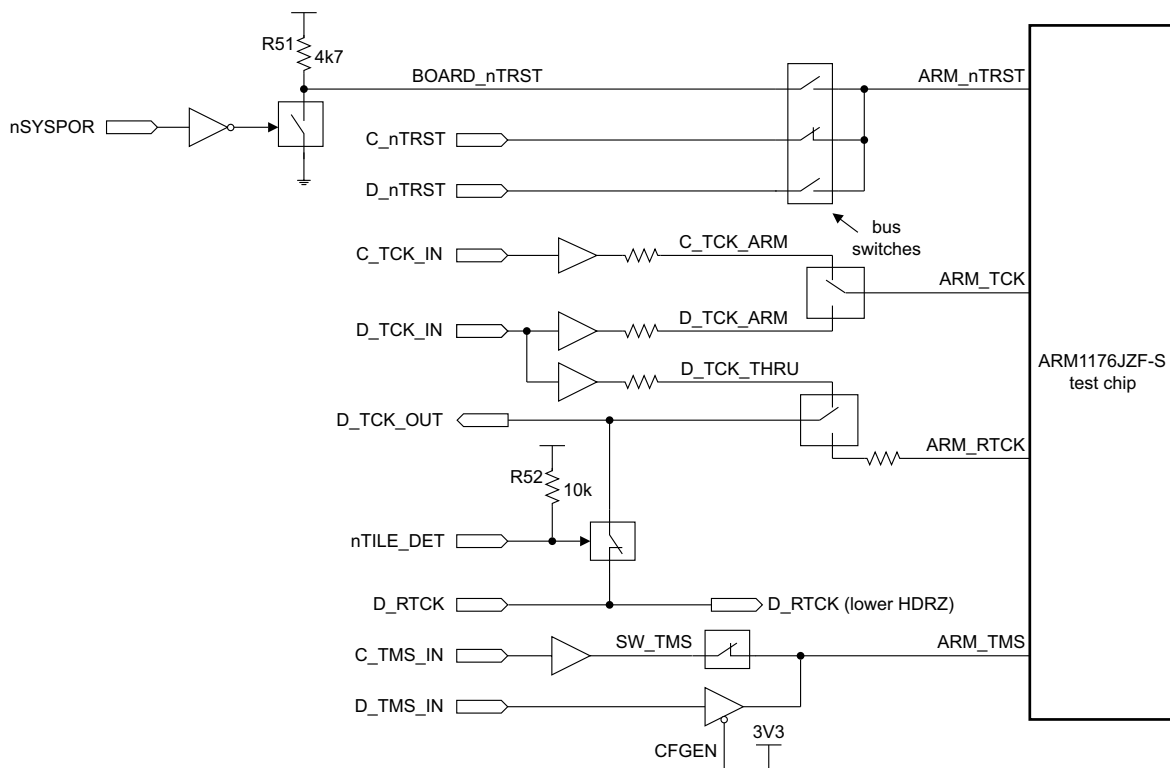 R51
4k7
BOARD_nTRST
ARM_nTRST
nSYSPOR
C_nTRST
D_nTRST
bus
switches
C_TCK_IN
C_TCK_ARM
ARM_TCK
D_TCK_IN
D_TCK_ARM
D_TCK_THRU
ARM1176JZF-S
test chip
D_TCK_OUT
ARM_RTCK
R52
10k
nTILE_DET
D_RTCK
D_RTCK (lower HDRZ)
C_TMS_IN
SW_TMS
ARM_TMS
D_TMS_IN
CFGEN
3V3